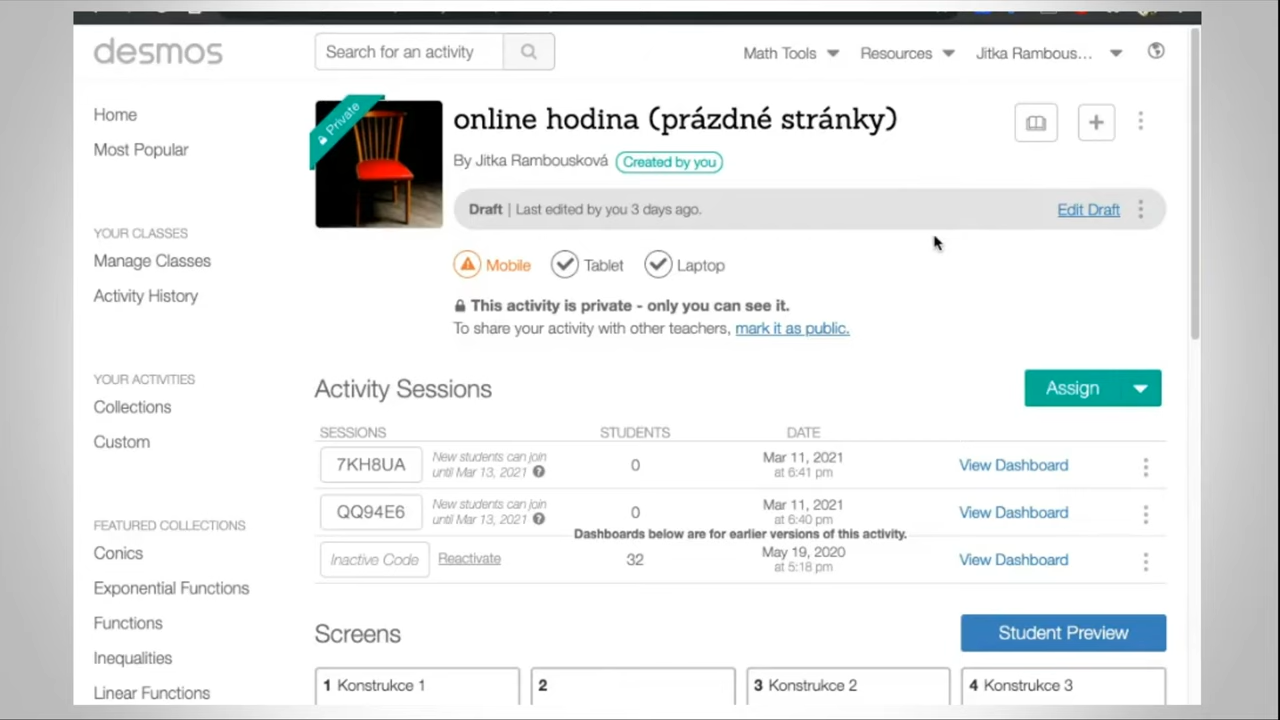 desmos
Search for an activity
Math Tools
Resources
Jitka Rambous...
Home
Most Popular
YOUR CLASSES
Manage Classes
Activity History
YOUR ACTIVITIES
Collections
Custom
FEATURED COLLECTIONS
Conics
Exponential Functions
Functions
Inequalities
Linear Functions
Private
online hodina (prázdné stránky)
By Jitka Rambousková Created by you
Draft | Last edited by you 3 days ago.
Edit Draft
Mobile Tablet Laptop
This activity is private - only you can see it.
To share your activity with other teachers, mark it as public.
Activity Sessions
Assign
SESSIONS STUDENTS DATE
7KH8UA
New students can join
until Mar 13, 2021
0
Mar 11, 2021
at 6:41 pm
View Dashboard
QQ94E6
New students can join
until Mar 13, 2021
0
Mar 11, 2021
at 6:40 pm
View Dashboard
Dashboards below are for earlier versions of this activity.
Inactive Code
Reactivate
32
May 19, 2020
at 5:18 pm
View Dashboard
Screens
Student Preview
1 Konstrukce 1
2
3 Konstrukce 2
4 Konstrukce 3